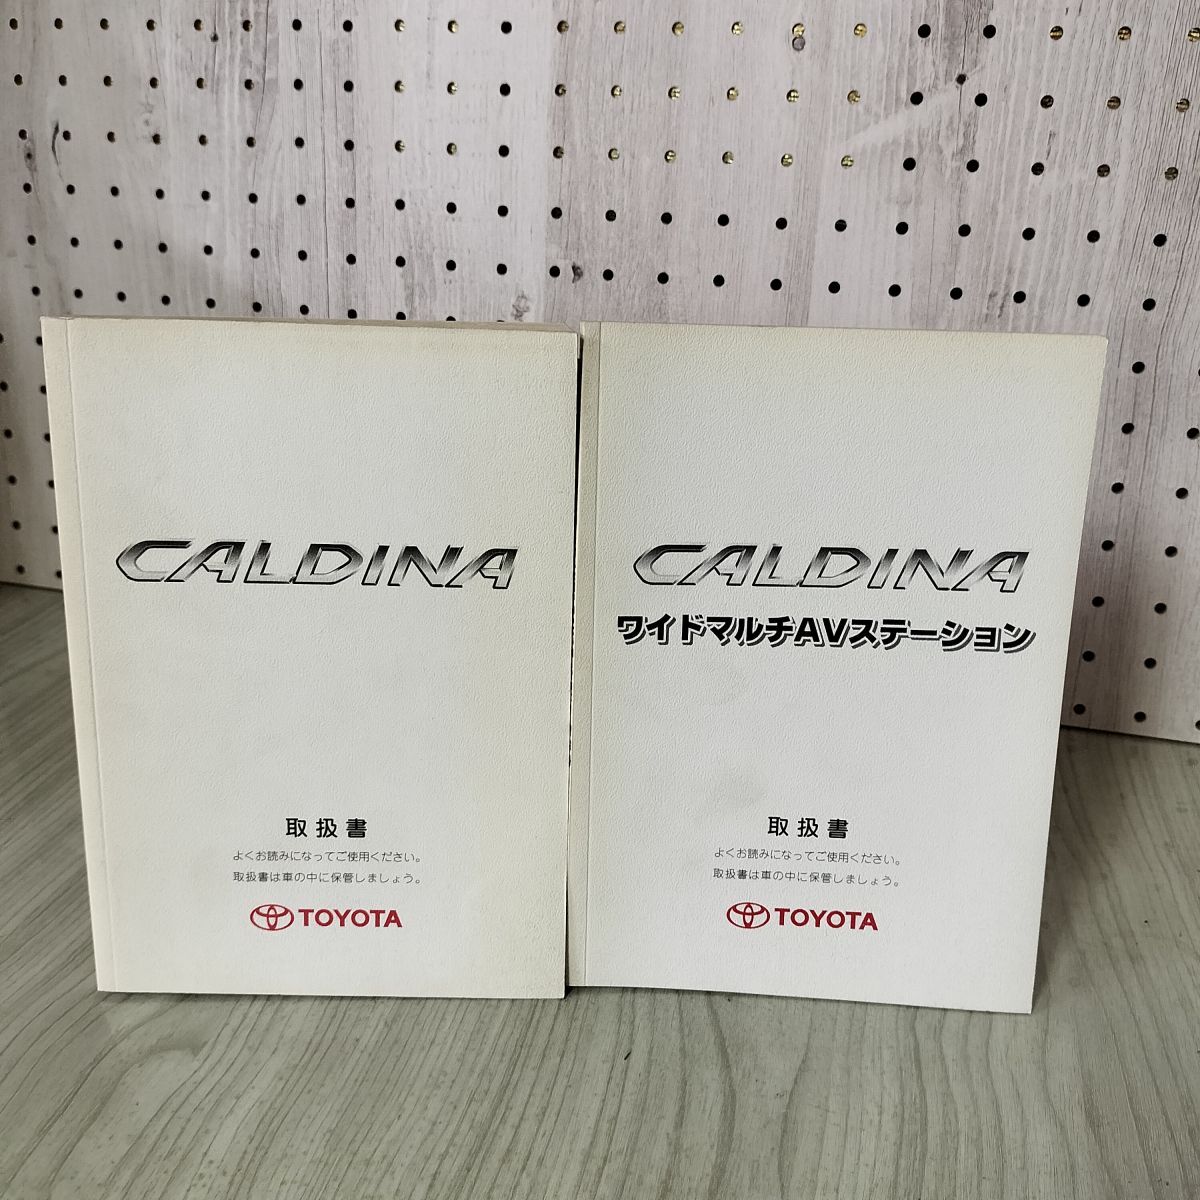 CALDINA
取扱書
よくお読みになってご使用ください。
取扱書は車の中に保管しましょう。
TOYOTA
CALDINA
ワイドマルチAVステーション
取扱書
よくお読みになってご使用ください。
取扱書は車の中に保管しましょう。
TOYOTA